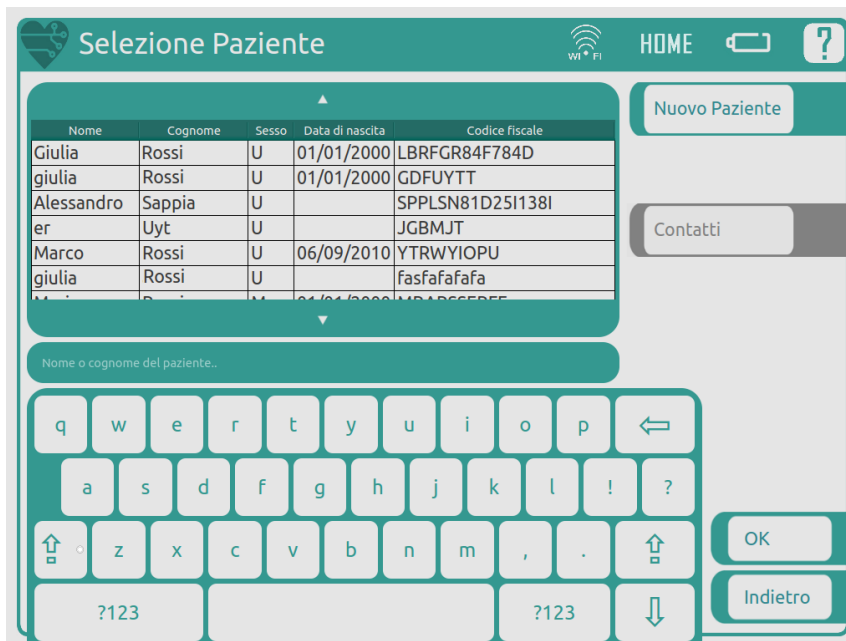 Selezione Paziente
WI FI
HOME
?
Nuovo Paziente
Nome Cognome Sesso Data di nascita Codice fiscale
Giulia Rossi U 01/01/2000 LBRFGR84F784D
giulia Rossi U 01/01/2000 GDFUYTT
Alessandro Sappia U SPPLSN81D25I138I
er Uyt U JGBMJT
Marco Rossi U 06/09/2010 YTRWYIOPU
giulia Rossi U fasfafafafa
Contatti
Nome o cognome del paziente..
q w e r t y u i o p
a s d f g h j k l ! ?
z x c v b n m , .
?123 ?123
OK
Indietro